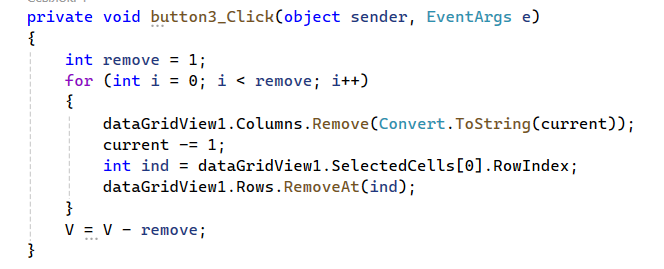 private void button3_Click(object sender, EventArgs e)
{
int remove = 1;
for (int i = 0; i < remove; i++)
{
dataGridView1.Columns.Remove(Convert.ToString(current));
current -= 1;
int ind = dataGridView1.SelectedCells[0].RowIndex;
dataGridView1.Rows.RemoveAt(ind);
}
V = V - remove;
}